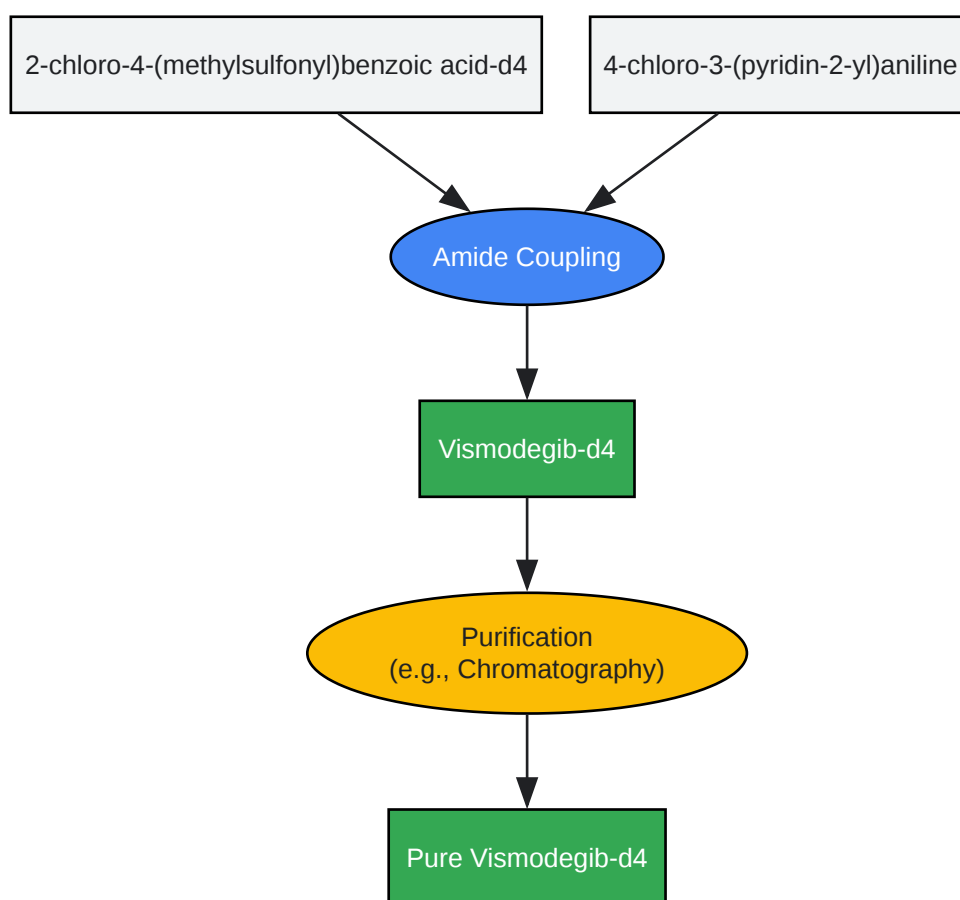 2-chloro-4-(methylsulfonyl)benzoic acid-d4
4-chloro-3-(pyridin-2-yl)aniline
Amide Coupling
Vismodegib-d4
Purification
(e.g., Chromatography)
Pure Vismodegib-d4